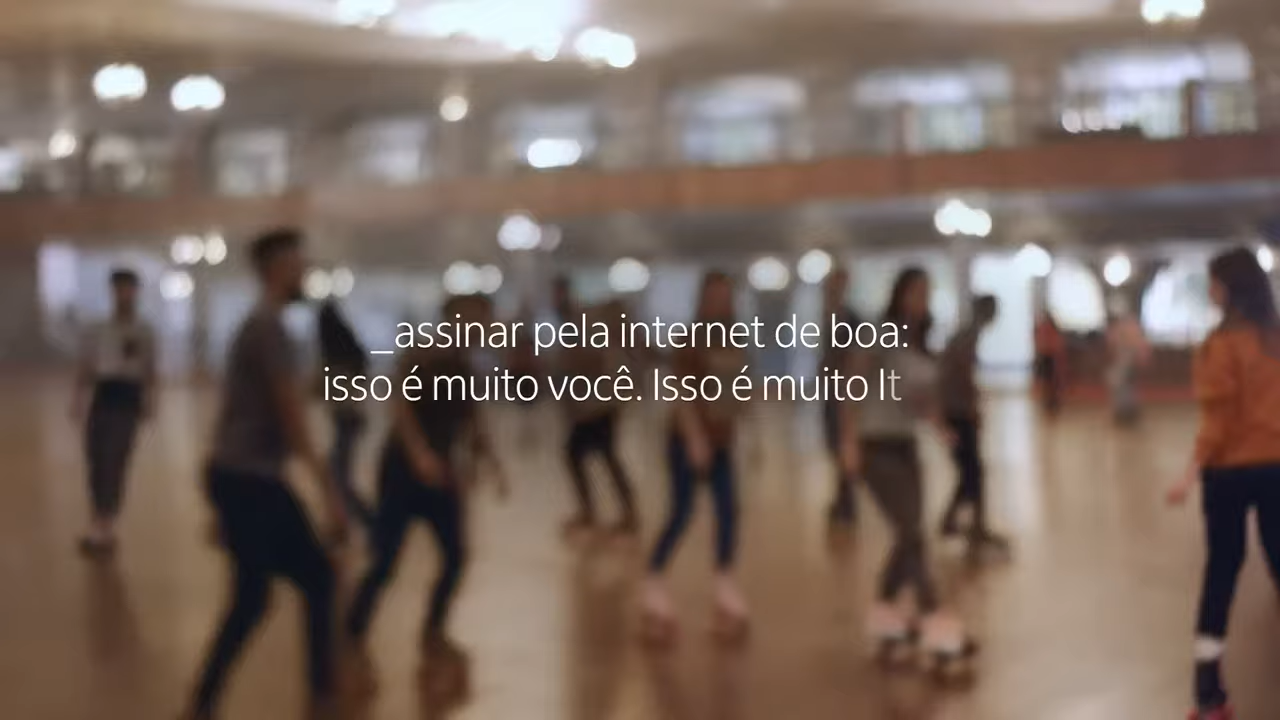 _assinar pela internet de boa:
isso é muito você. Isso é muito It